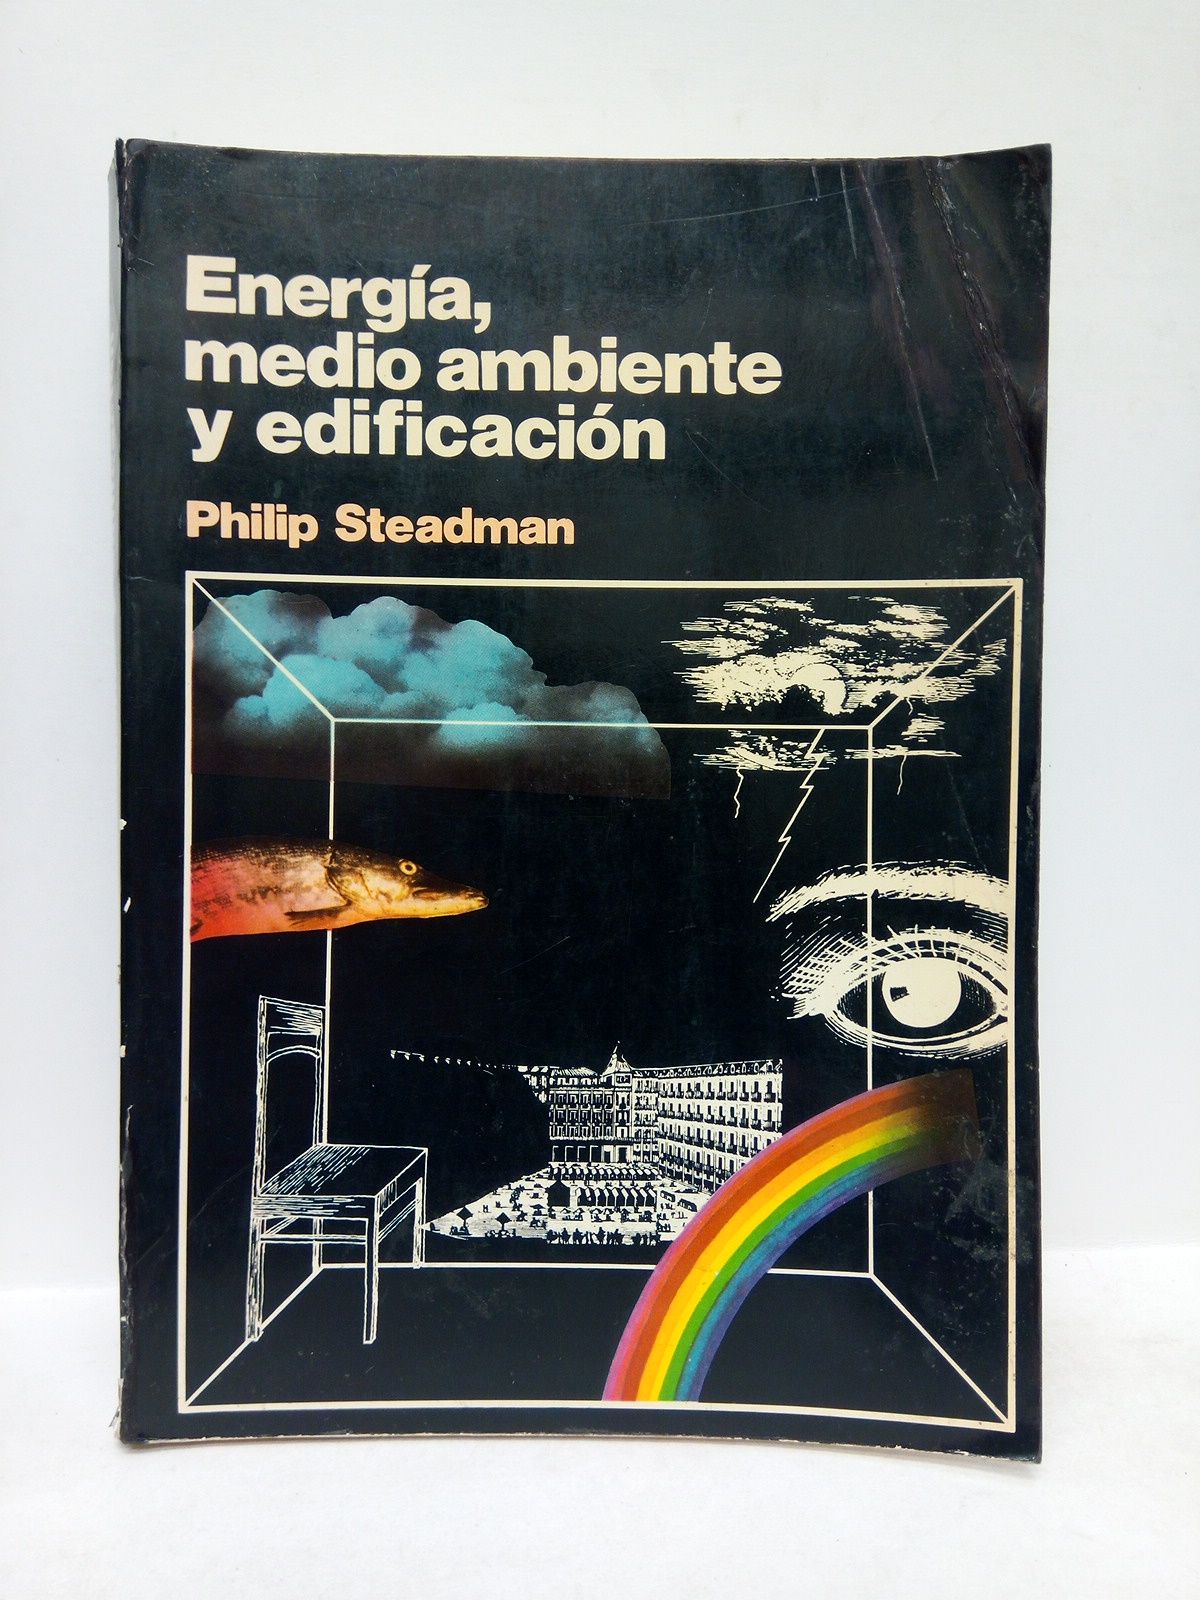 Energía,
medio ambiente
y edificación
Philip Steadman